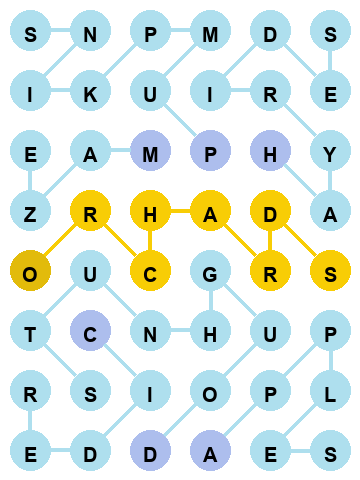 S N P M D S
I K U I R E
E A M P H Y
Z R H A D A
O U C G R S
T C N H U P
R S I O P L
E D D A E S